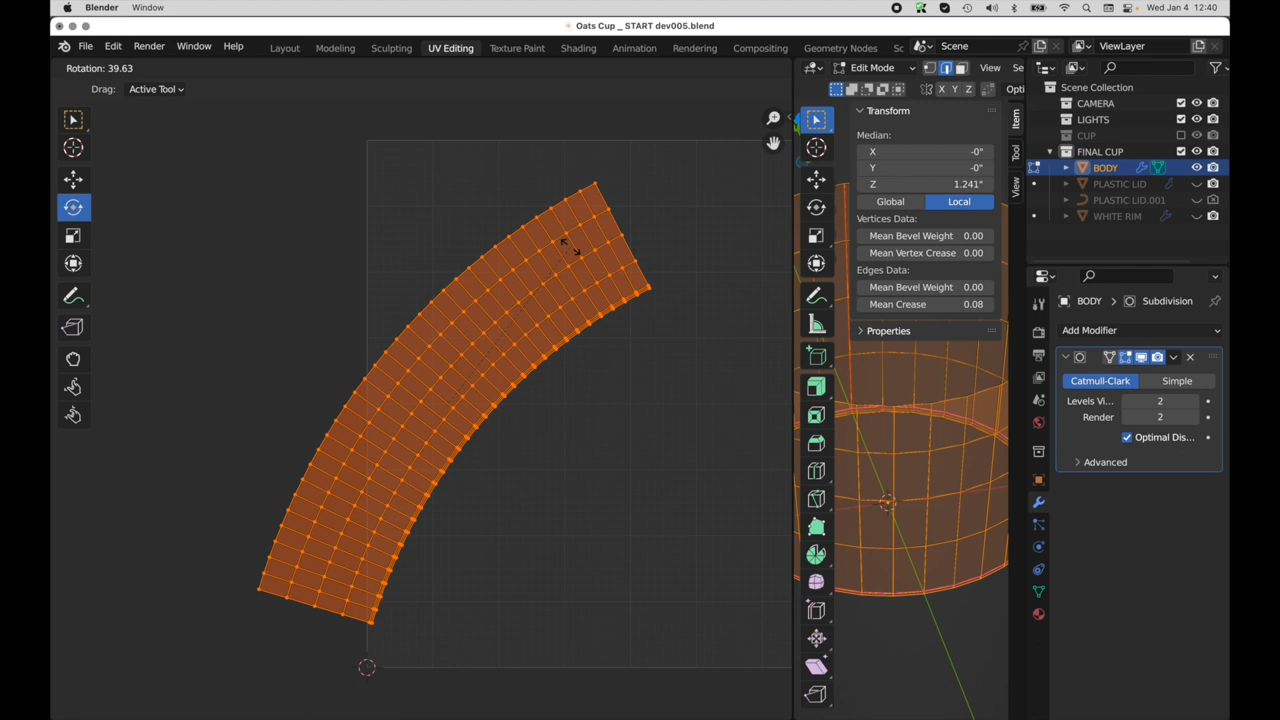 Blender Window Wed Jan 4 12:40
Oats Cup _ START dev005.blend
File Edit Render Window Help Layout Modeling Sculpting UV Editing Texture Paint Shading Animation Rendering Compositing Geometry Nodes Sc Scene ViewLayer
Rotation: 39.63 Edit Mode View Se
Drag: Active Tool X Y Z Opti
Scene Collection
CAMERA
LIGHTS
CUP
FINAL CUP
BODY
PLASTIC LID
PLASTIC LID.001
WHITE RIM
Transform
Median:
X -0"
Y -0"
Z 1.241"
Global Local
Vertices Data:
Mean Bevel Weight 0.00
Mean Vertex Crease 0.00
Edges Data:
Mean Bevel Weight 0.00
Mean Crease 0.08
Properties
Item
Tool
View
BODY Subdivision
Add Modifier
Catmull-Clark Simple
Levels Vi... 2
Render 2
Optimal Dis...
Advanced